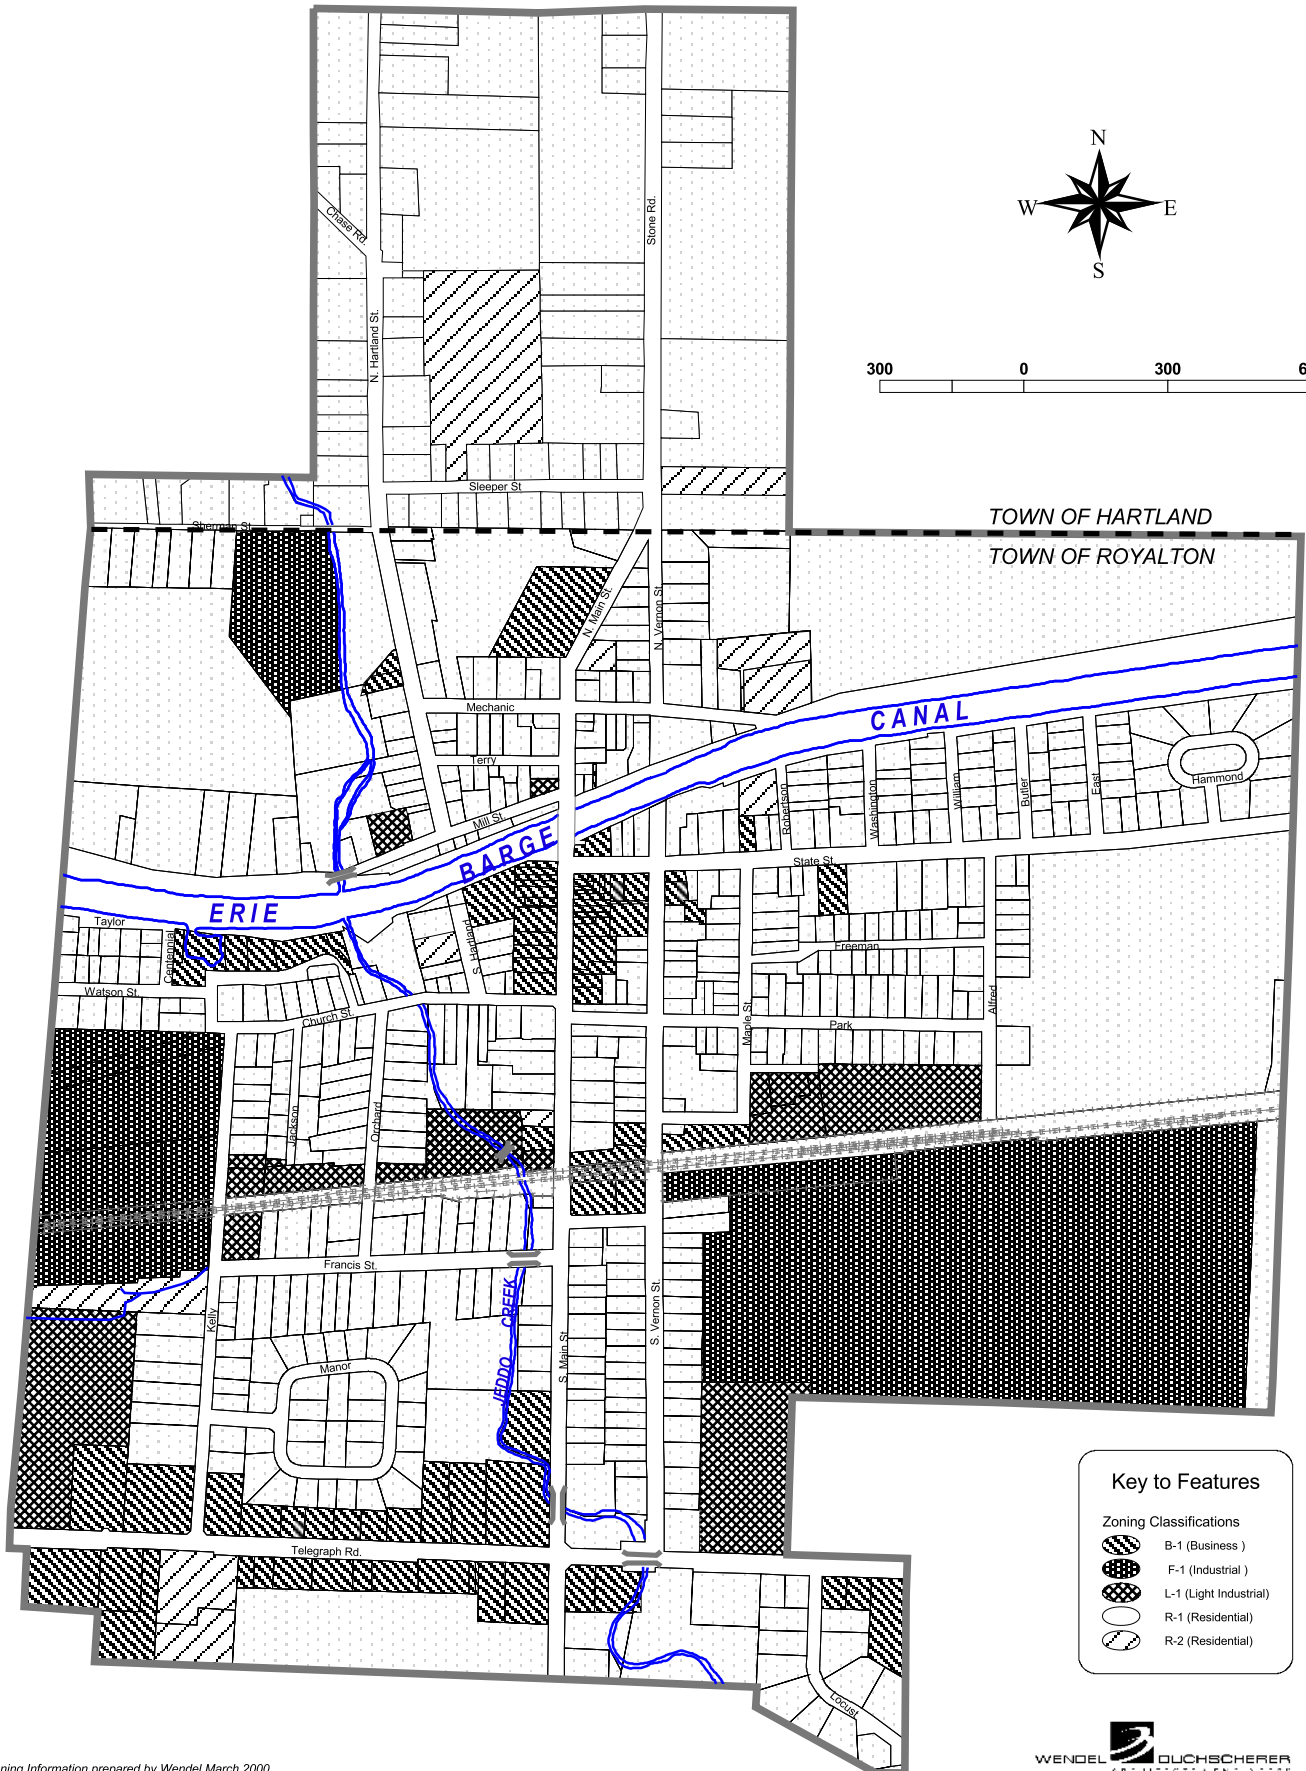 N
W
E
S
300
0
300
6
Chase Rd.
Stone Rd.
N. Hartland St.
Sleeper St
Sherman St.
TOWN OF HARTLAND
TOWN OF ROYALTON
N. Main St.
N. Vernon St.
Mechanic
CANAL
Terry
Hammond
East
Butler
William
Washington
Robertson
Mill St.
BARGE
State St.
ERIE
Taylor
Centennial
S. Hartland
Freeman
Watson St.
Church St.
Maple St.
Park
Alfred
Jackson
Orchard
Francis St.
Kelly
JEDDO CREEK
S. Main St.
S. Vernon St.
Manor
Telegraph Rd.
Locust
Key to Features
Zoning Classifications
B-1 (Business )
F-1 (Industrial )
L-1 (Light Industrial)
R-1 (Residential)
R-2 (Residential)
WENDEL DUCHSCHERER
ning Information prepared by Wendel March 2000